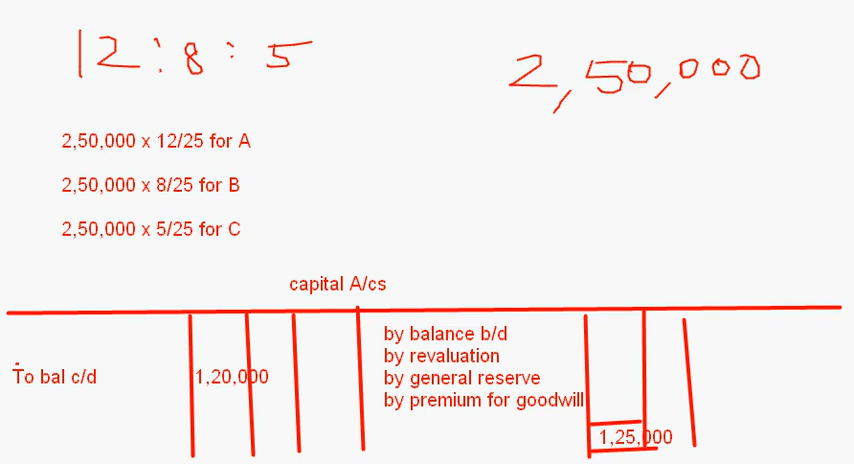 12 : 8 : 5
2,50,000
2,50,000 x 12/25 for A
2,50,000 x 8/25 for B
2,50,000 x 5/25 for C
capital A/cs
by balance b/d
by revaluation
To bal c/d 1,20,000 by general reserve
by premium for goodwill
1,25,000